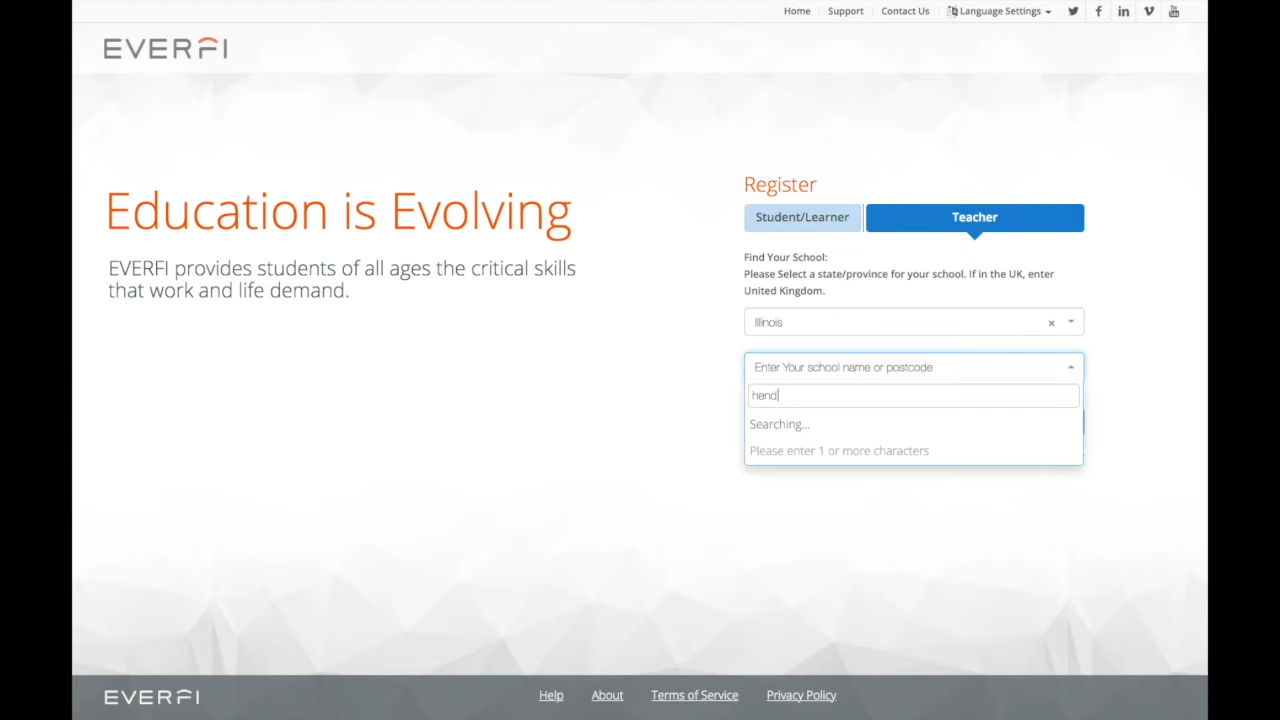 Home Support Contact Us Language Settings
EVERFI
Education is Evolving
EVERFI provides students of all ages the critical skills
that work and life demand.
Register
Student/Learner Teacher
Find Your School:
Please Select a state/province for your school. If in the UK, enter
United Kingdom.
Illinois
Enter Your school name or postcode
hend
Searching...
Please enter 1 or more characters
EVERFI
Help About Terms of Service Privacy Policy